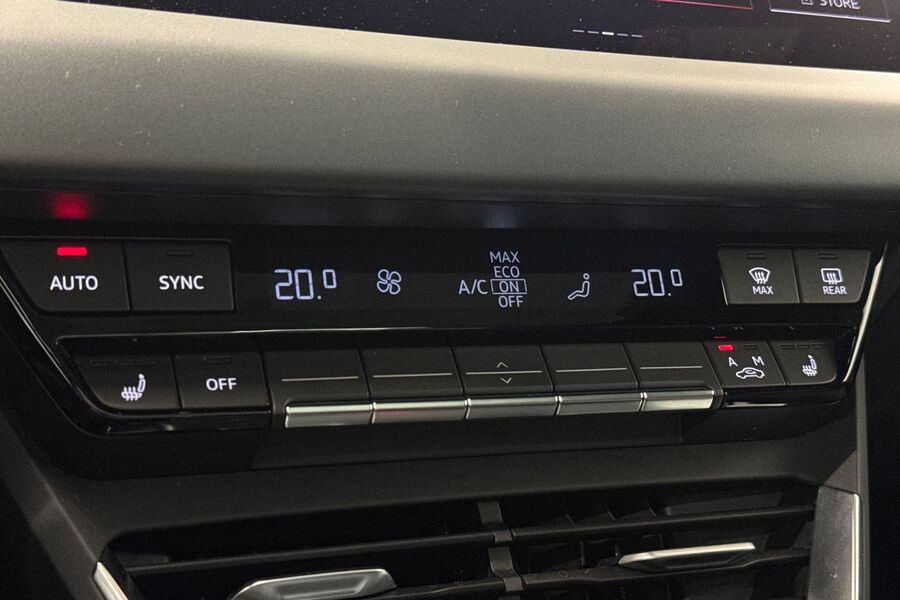 STORE
AUTO
SYNC
20.0
A/C
MAX
ECO
ON
OFF
20.0
MAX
REAR
OFF
A M